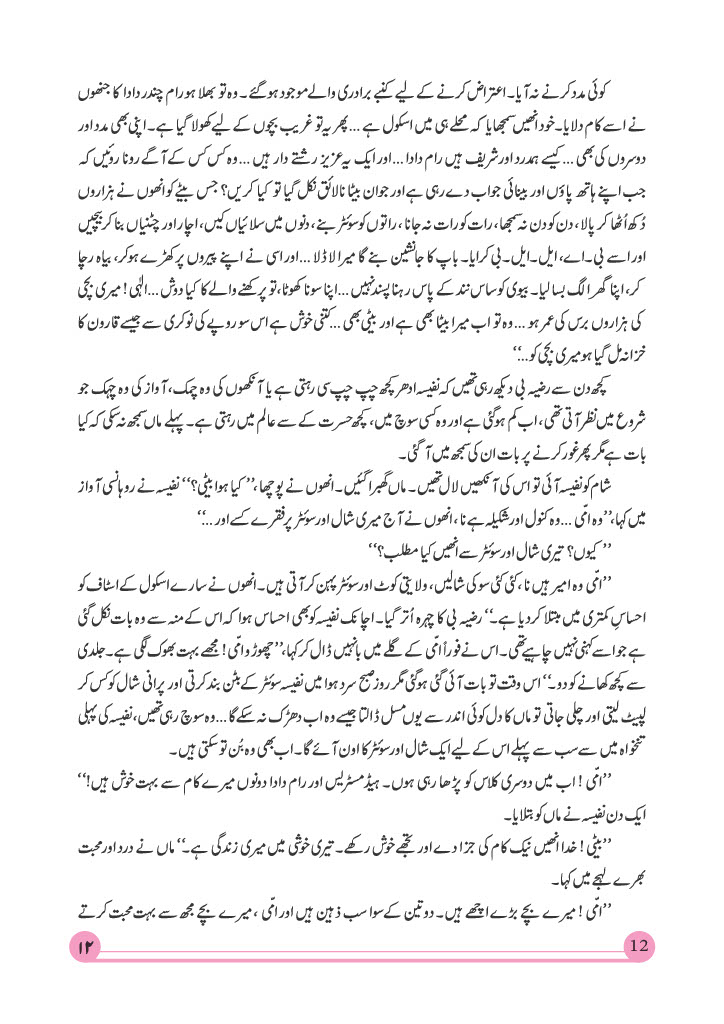 کوئی مدد کرنے نہ آیا۔ اعتراض کرنے کے لیے کنبے برادری والے موجود ہوگئے۔ وہ تو بھلا ہو رام چندر دادا کا جنھوں
نے اسے کام دلایا۔ خود انھیں سمجھایا کہ محلے ہی میں اسکول ہے ... پھر یہ تو غریب بچوں کے لیے کھولا گیا ہے۔ اپنی بھی مدد اور
دوسروں کی بھی ... کیسے ہمدرد اور شریف ہیں رام دادا ... اور ایک یہ عزیز رشتے دار ہیں ... وہ کس کس کے آگے رونا روئیں کہ
جب اپنے ہاتھ پاؤں اور بینائی جواب دے رہی ہے اور جوان بیٹا نالائق نکل گیا تو کیا کریں؟ جس بیٹے کو انھوں نے ہزاروں
دُکھ اُٹھا کر پالا، دن کو دن نہ سمجھا، رات کو رات نہ جانا، راتوں کو سوئٹر بنے، دنوں میں سلائیاں کیں، اچار اور چٹنیاں بنا کر بیچیں
اور اسے بی۔اے، ایل۔ ایل۔ بی کرایا۔ باپ کا جانشین بنے گا میرا لاڈلا ... اور اسی نے اپنے پیروں پر کھڑے ہوکر، بیاہ رچا
کر، اپنا گھر الگ بسا لیا۔ بیوی کو ساس نند کے پاس رہنا پسند نہیں ... اپنا سونا کھوٹا، تو پرکھنے والے کا کیا دوش ... الٰہی! میری بچی
کی ہزاروں برس کی عمر ہو ... وہ تو اب میرا بیٹا بھی ہے اور بیٹی بھی ... کتنی خوش ہے اس سو روپے کی نوکری سے جیسے قارون کا
خزانہ مل گیا ہو میری بچی کو ...‘‘
کچھ دن سے رضیہ بی دیکھ رہی تھیں کہ نفیسہ ادھر کچھ چپ چپ سی رہتی ہے یا آنکھوں کی وہ چمک، آواز کی وہ چہک جو
شروع میں نظر آتی تھی، اب کم ہوگئی ہے اور وہ کسی سوچ میں، کچھ حسرت کے سے عالم میں رہتی ہے۔ پہلے ماں سمجھ نہ سکی کہ کیا
بات ہے مگر پھر غور کرنے پر بات ان کی سمجھ میں آگئی۔
شام کو نفیسہ آئی تو اس کی آنکھیں لال تھیں۔ ماں گھبرا گئیں۔ انھوں نے پوچھا، ’’کیا ہوا بیٹی؟‘‘ نفیسہ نے روہانسی آواز
میں کہا، ’’وہ امّی ... وہ کنول اور شکیلہ ہے نا، انھوں نے آج میری شال اور سوئٹر پر فقرے کسے اور ...‘‘
’’کیوں؟ تیری شال اور سوئٹر سے انھیں کیا مطلب؟‘‘
’’امّی وہ امیر ہیں نا، کئی کئی سو کی شالیں، ولایتی کوٹ اور سوئٹر پہن کر آتی ہیں۔ انھوں نے سارے اسکول کے اسٹاف کو
احساسِ کمتری میں مبتلا کر دیا ہے۔‘‘ رضیہ بی کا چہرہ اُتر گیا۔ اچانک نفیسہ کو بھی احساس ہوا کہ اس کے منہ سے وہ بات نکل گئی
ہے جو اسے کہنی نہیں چاہیے تھی۔ اس نے فوراً امّی کے گلے میں بانہیں ڈال کر کہا، ’’چھوڑو امّی! مجھے بہت بھوک لگی ہے۔ جلدی
سے کچھ کھانے کو دو۔‘‘ اس وقت تو بات آئی گئی ہوگئی مگر روز صبح سرد ہوا میں نفیسہ سوئٹر کے بٹن بند کرتی اور پرانی شال کو کس کر
لپیٹ لیتی اور چلی جاتی تو ماں کا دل کوئی اندر سے یوں مسل ڈالتا جیسے وہ اب دھڑک نہ سکے گا ... وہ سوچ رہی تھیں، نفیسہ کی پہلی
تنخواہ میں سے سب سے پہلے اس کے لیے ایک شال اور سوئٹر کا اون آئے گا۔ اب بھی وہ بُن تو سکتی ہیں۔
’’امّی! اب میں دوسری کلاس کو پڑھا رہی ہوں۔ ہیڈ مسٹریس اور رام دادا دونوں میرے کام سے بہت خوش ہیں!‘‘
ایک دن نفیسہ نے ماں کو بتلایا۔
’’بیٹی! خدا انھیں نیک کام کی جزا دے اور تجھے خوش رکھے۔ تیری خوشی میں میری زندگی ہے۔‘‘ ماں نے درد اور محبت
بھرے لہجے میں کہا۔
’’امّی! میرے بچے بڑے اچھے ہیں۔ دو تین کے سوا سب ذہین ہیں اور امّی، میرے بچے مجھ سے بہت محبت کرتے
۱۲ 12